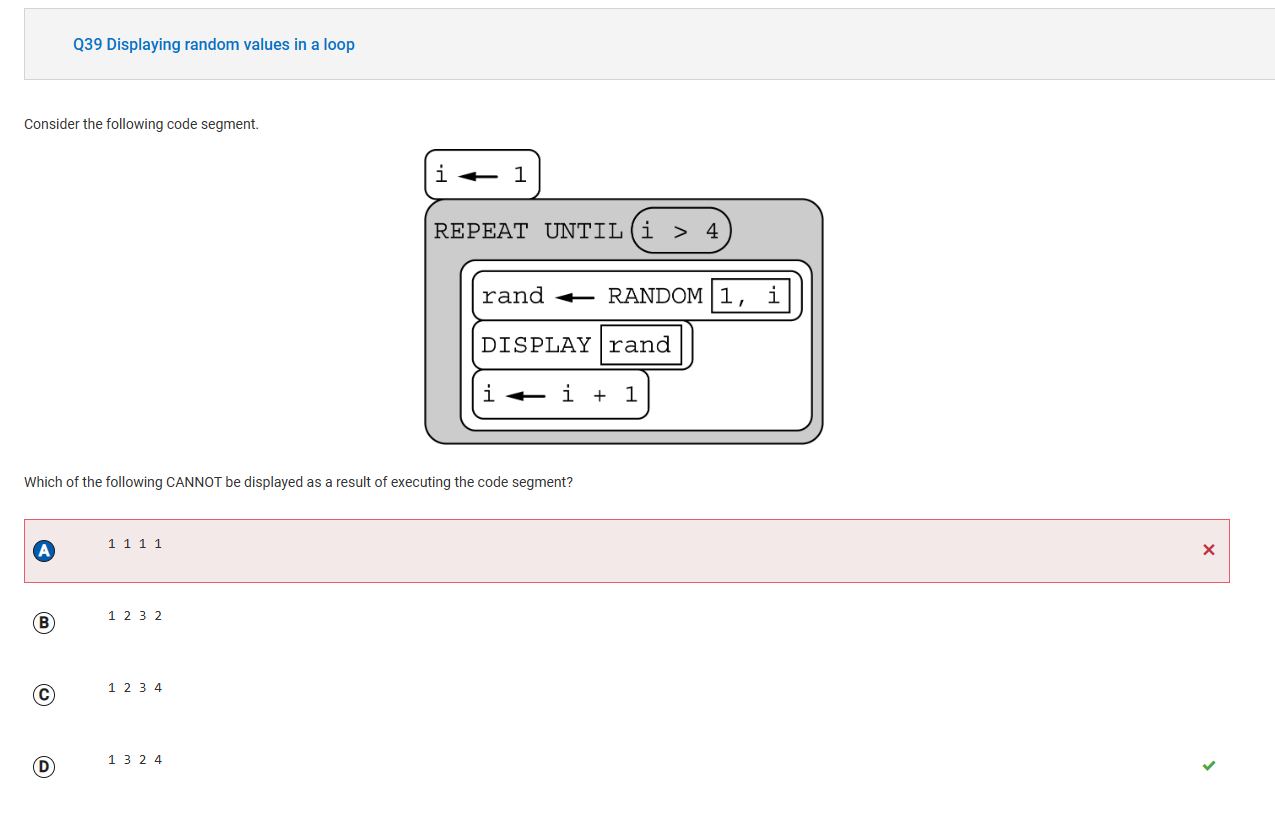 Q39 Displaying random values in a loop
Consider the following code segment.
i ← 1
REPEAT UNTIL i > 4
rand ← RANDOM 1, i
DISPLAY rand
i ← i + 1
Which of the following CANNOT be displayed as a result of executing the code segment?
A 1 1 1 1
B 1 2 3 2
C 1 2 3 4
D 1 3 2 4